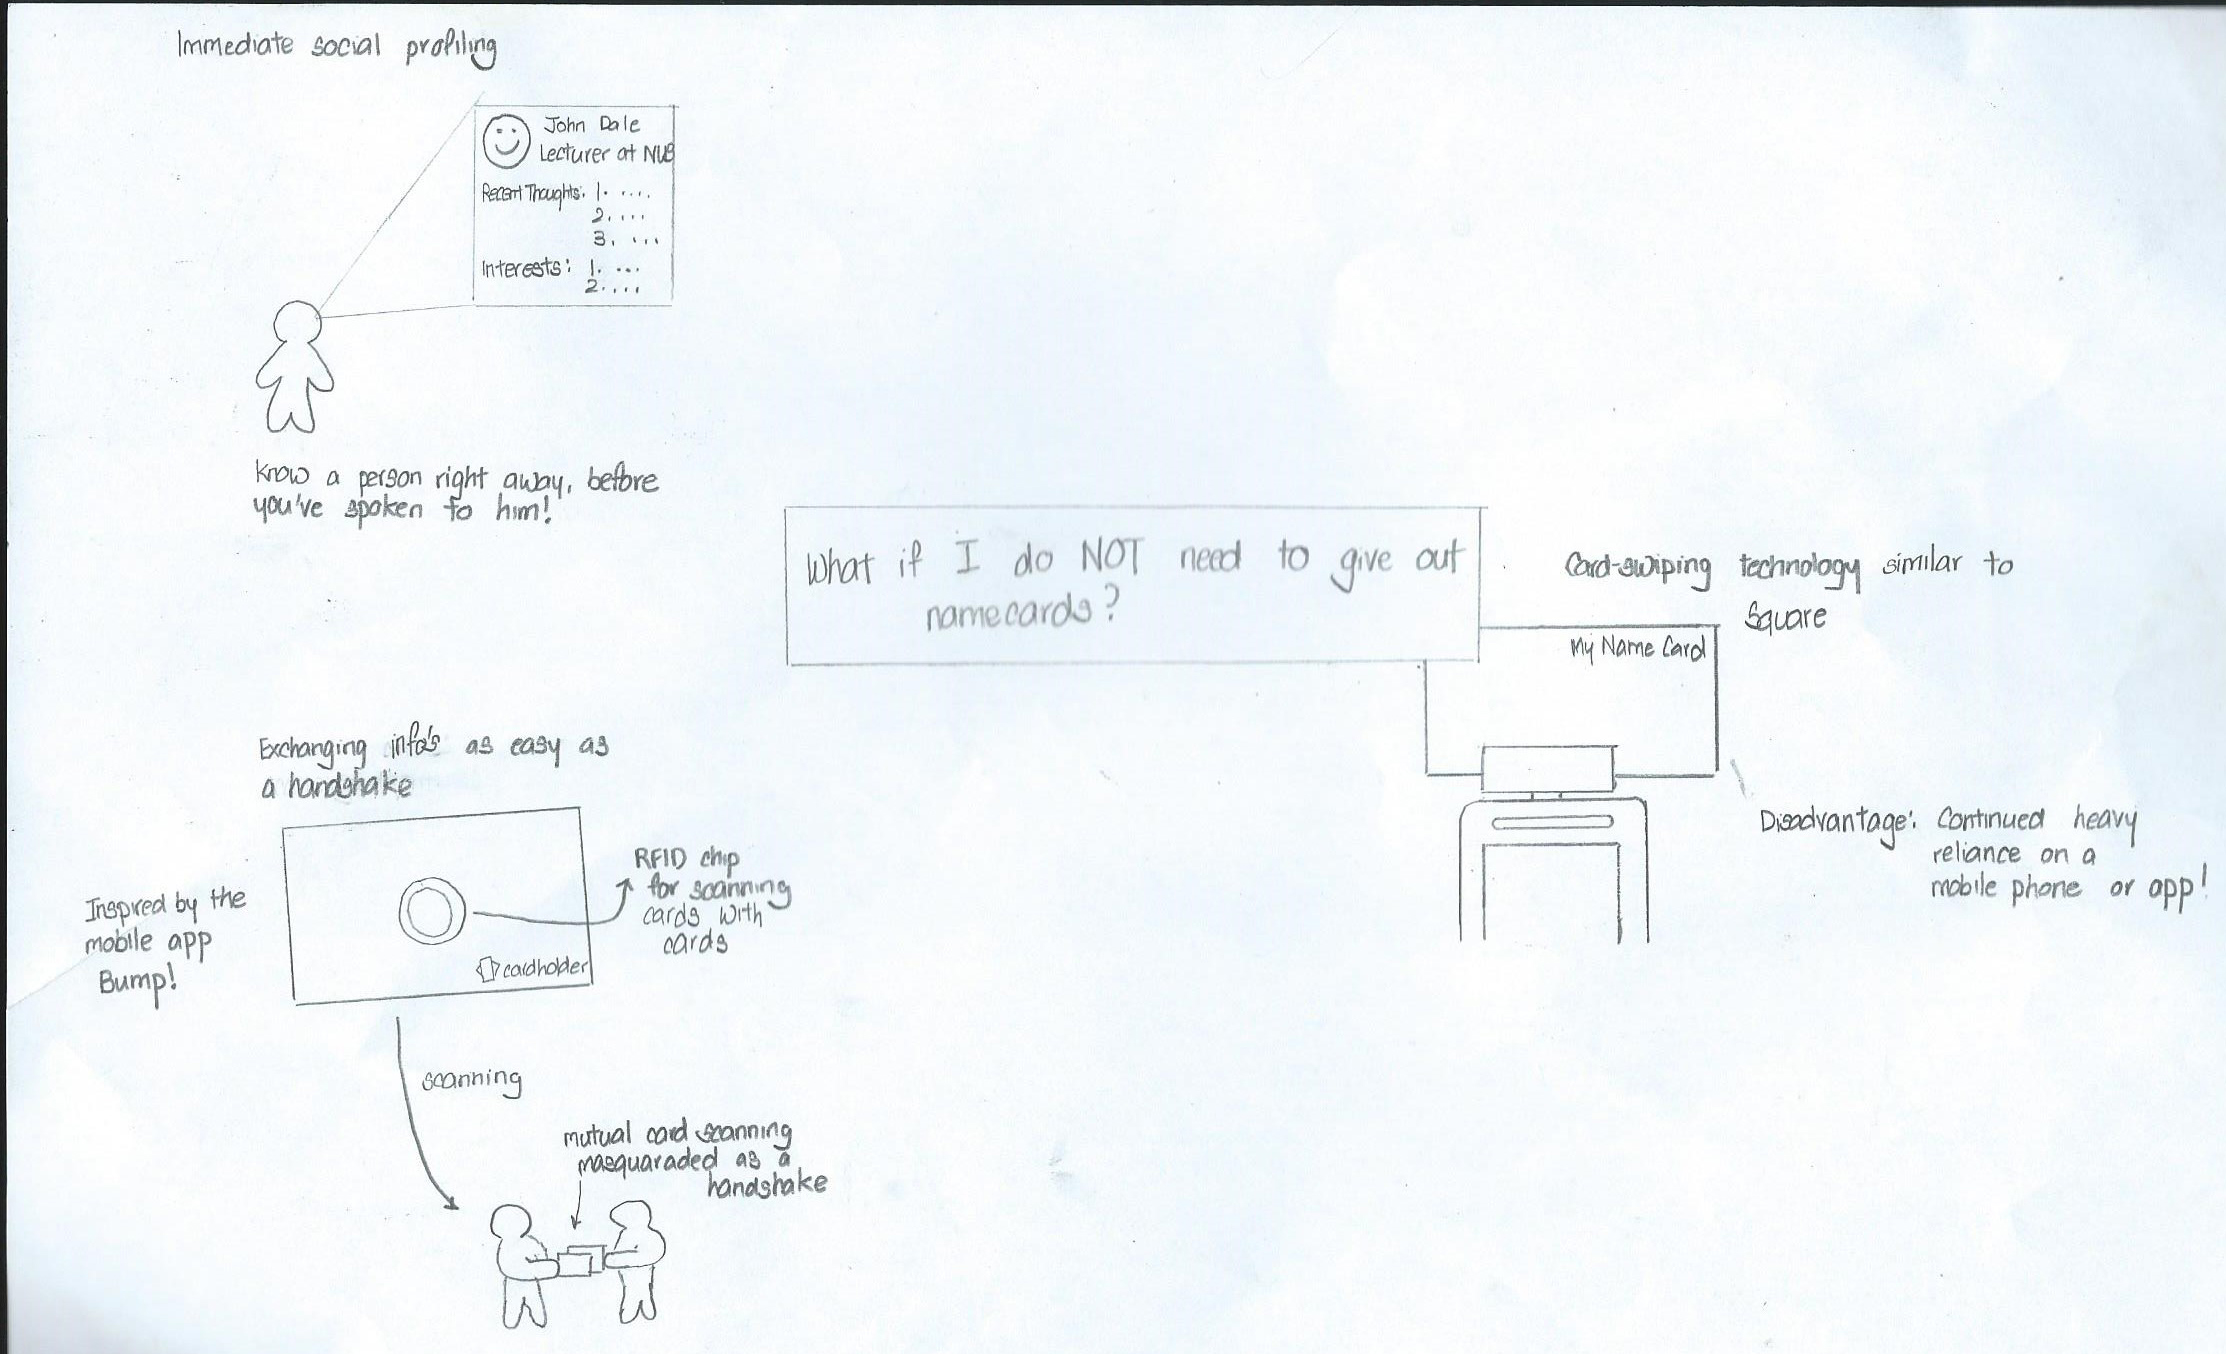 Immediate social profiling
John Dale
Lecturer at NUS
Recent Thoughts: 1. ....
2. ...
3. ...
Interests: 1. ...
2. ...
Know a person right away, before
you've spoken to him!
What if I do NOT need to give out
namecards?
Card-swiping technology similar to
Square
My Name Card
Disadvantage: Continued heavy
reliance on a
mobile phone or app!
Exchanging info's as easy as
a handshake
Inspired by the
mobile app
Bump!
RFID chip
for scanning
cards with
cards
cardholder
scanning
mutual card scanning
masquaraded as a
handshake